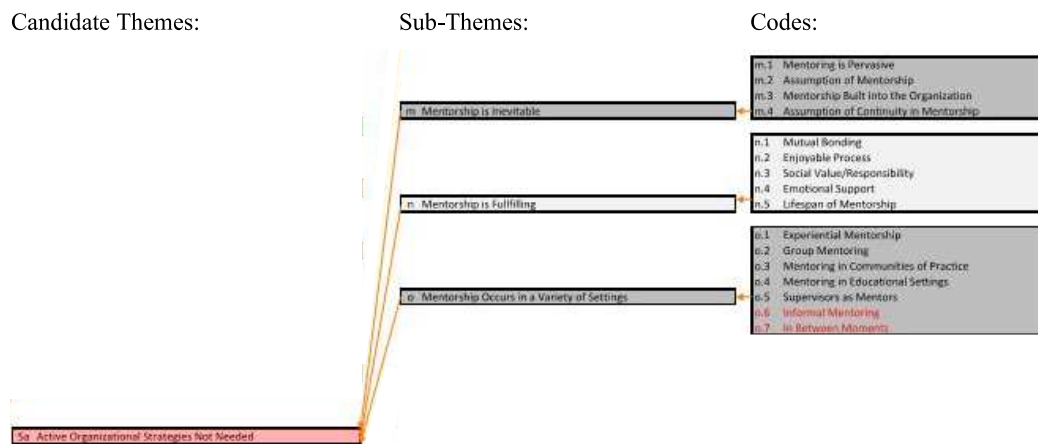 Candidate Themes:
Sub-Themes:
Codes:
m.1 Mentoring is Pervasive
m.2 Assumption of Mentorship
m.3 Mentorship Built into the Organization
m.4 Assumption of Continuity in Mentorship
m Mentorship is Inevitable
n.1 Mutual Bonding
n.2 Enjoyable Process
n.3 Social Value/Responsibility
n.4 Emotional Support
n.5 Lifespan of Mentorship
n Mentorship is Fullfilling
o.1 Experiential Mentorship
o.2 Group Mentoring
o.3 Mentoring in Communities of Practice
o.4 Mentoring in Educational Settings
o.5 Supervisors as Mentors
o.6 Informal Mentoring
o.7 In Between Moments
o Mentorship Occurs in a Variety of Settings
5a Active Organizational Strategies Not Needed